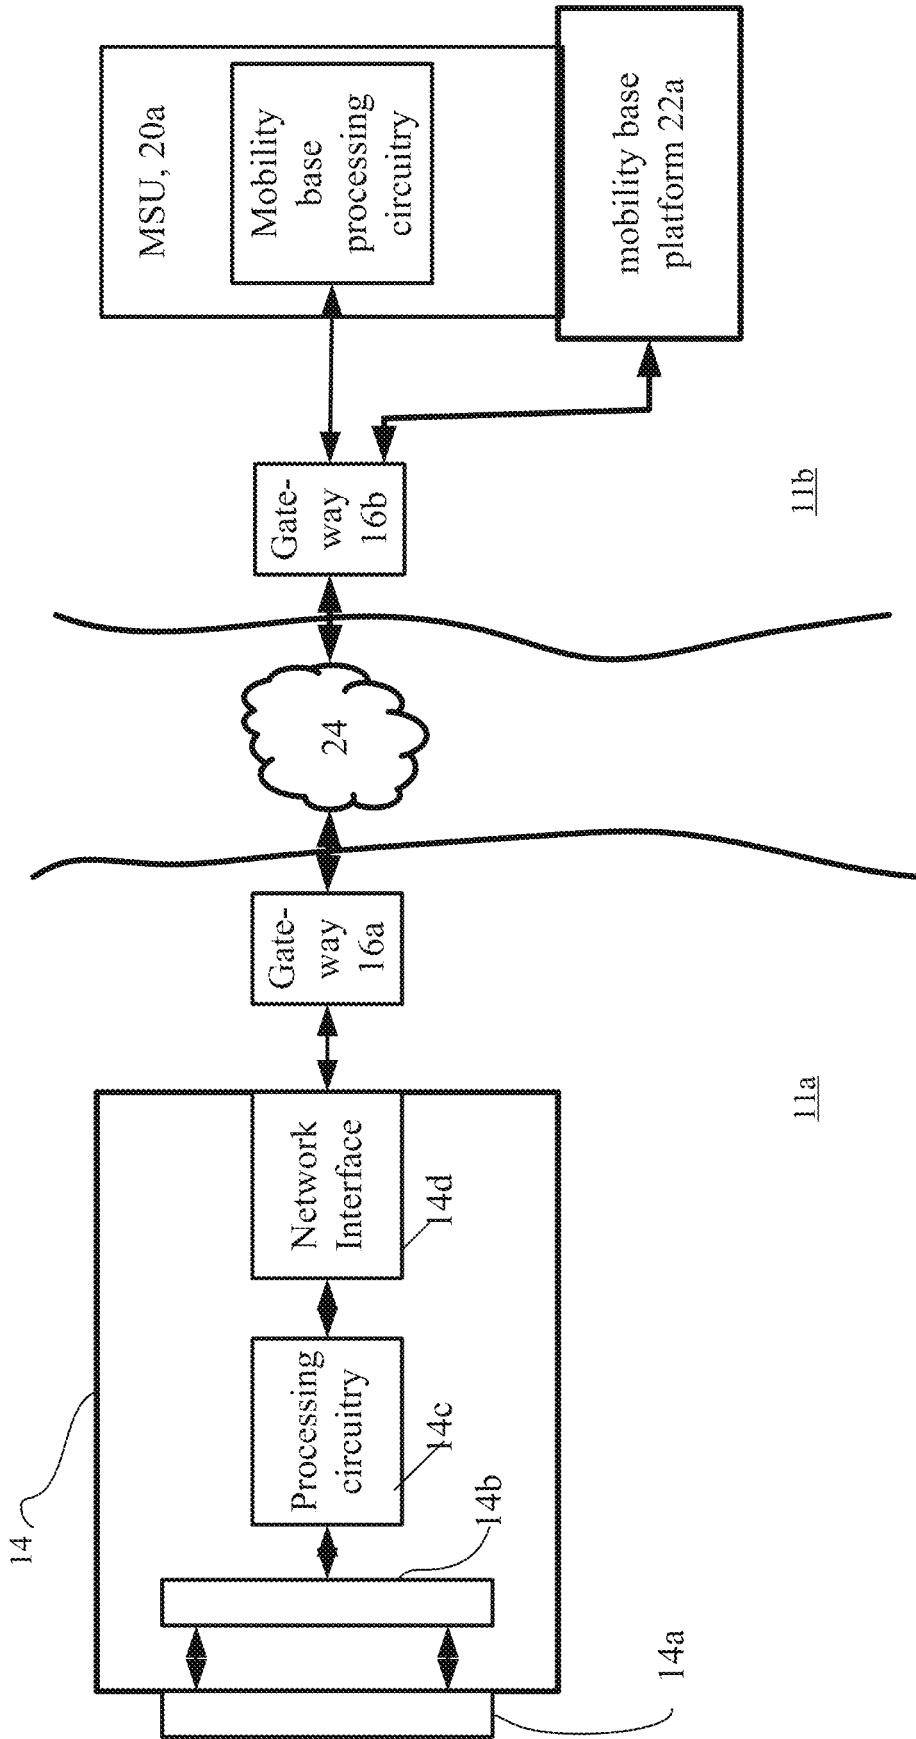 14
14a
14b
Processing
circuitry
14c
Network
Interface
14d
11a
Gate-
way
16a
24
Gate-
way
16b
11b
MSU, 20a
Mobility
base
processing
circuitry
mobility base
platform 22a